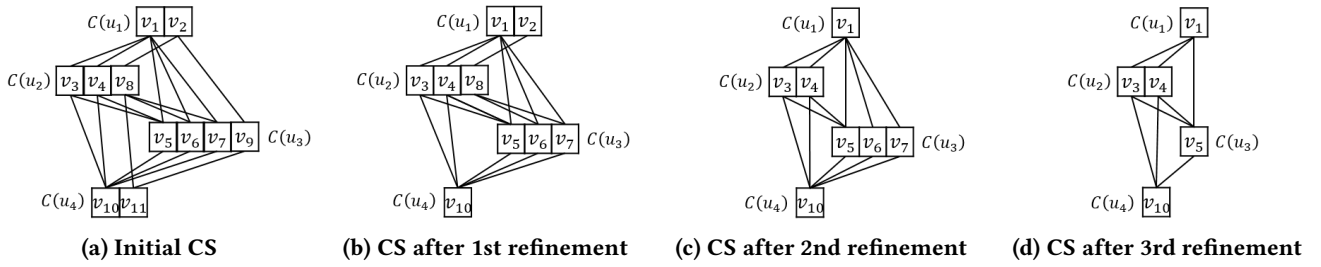 C(u₁) v₁ v₂
C(u₂) v₃ v₄ v₈
v₅ v₆ v₇ v₉ C(u₃)
C(u₄) v₁₀ v₁₁
(a) Initial CS
C(u₁) v₁ v₂
C(u₂) v₃ v₄ v₈
v₅ v₆ v₇ C(u₃)
C(u₄) v₁₀
(b) CS after 1st refinement
C(u₁) v₁
C(u₂) v₃ v₄
v₅ v₆ v₇ C(u₃)
C(u₄) v₁₀
(c) CS after 2nd refinement
C(u₁) v₁
C(u₂) v₃ v₄
v₅ C(u₃)
C(u₄) v₁₀
(d) CS after 3rd refinement